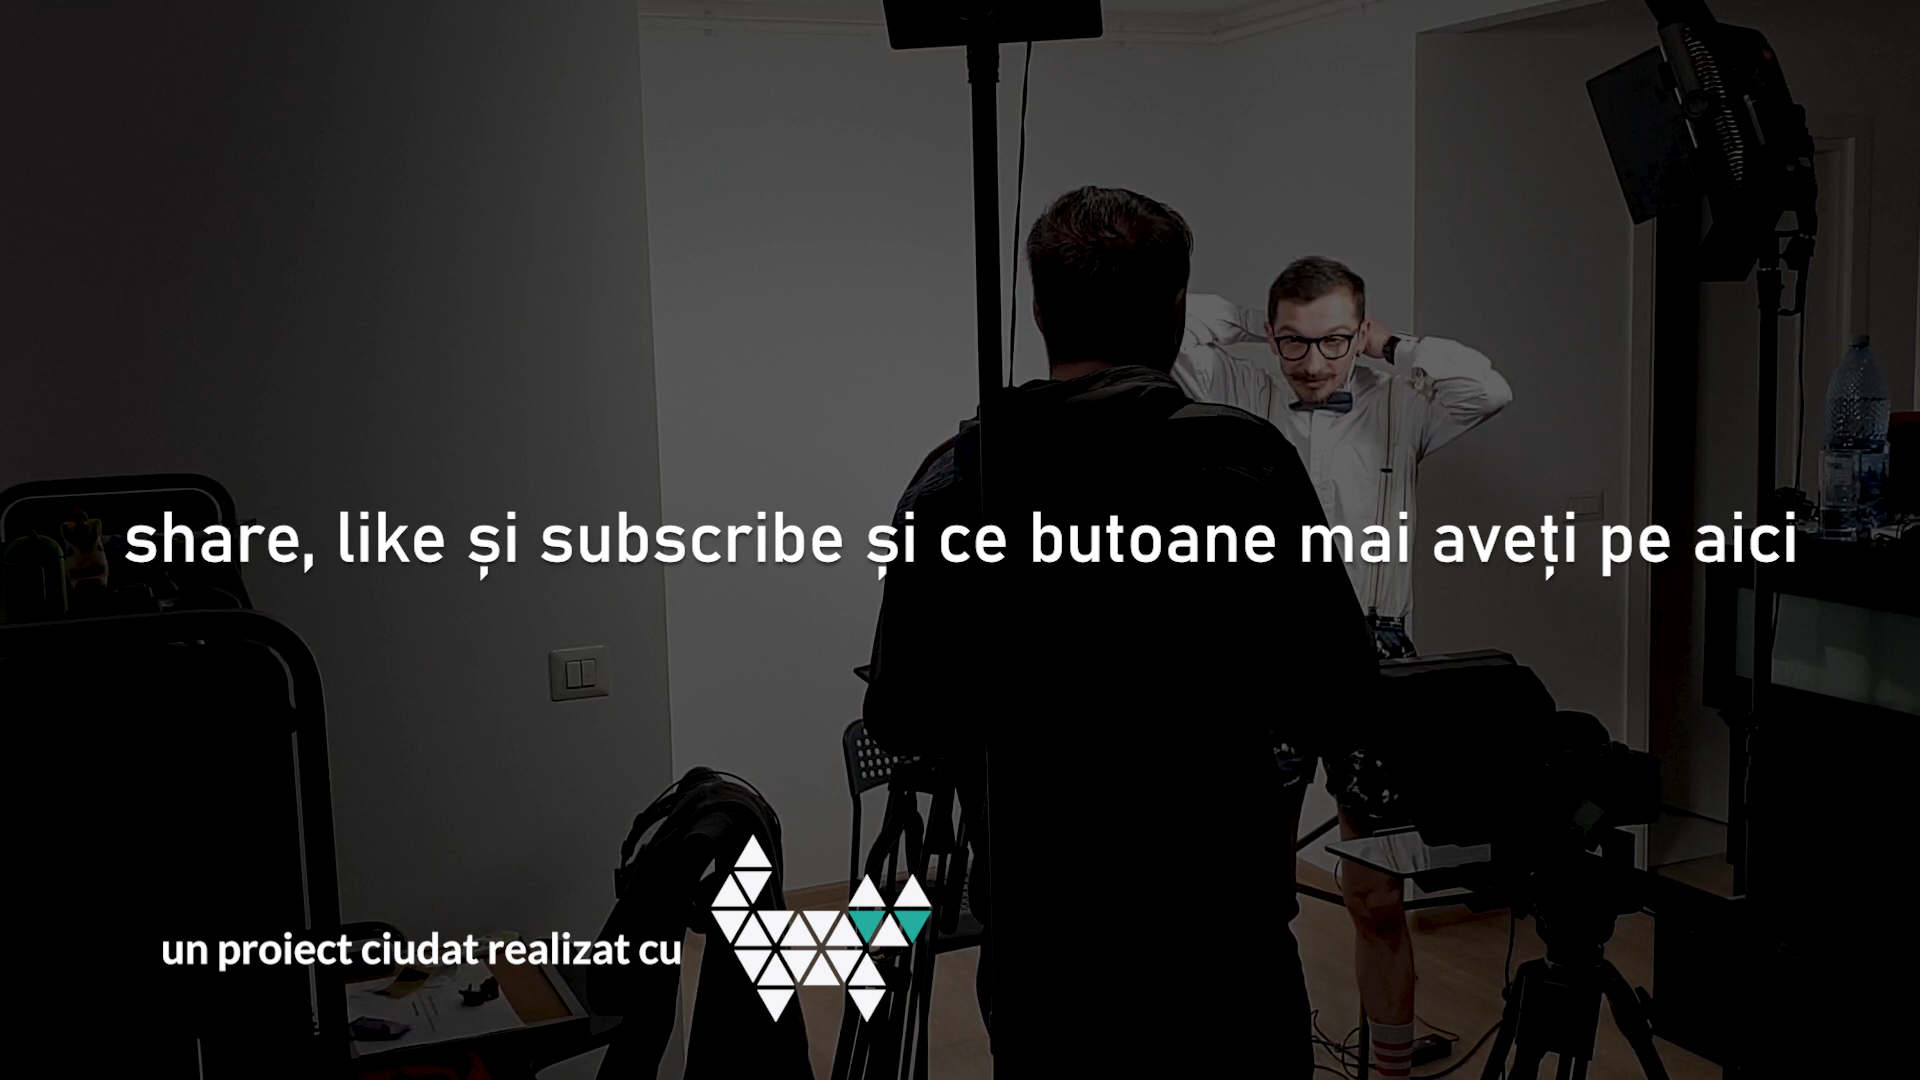 share, like și subscribe și ce butoane mai aveți pe aici
un proiect ciudat realizat cu